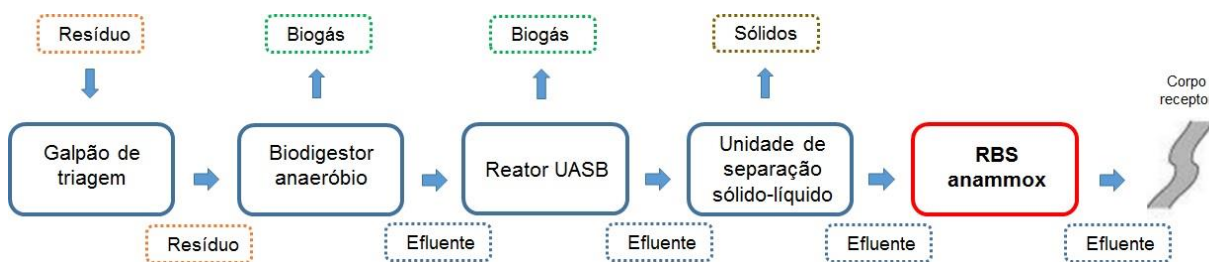 Resíduo
Biogás
Biogás
Sólidos
Corpo
receptor
Galpão de
triagem
Biodigestor
anaeróbio
Reator UASB
Unidade de
separação
sólido-líquido
RBS
anammox
Resíduo
Efluente
Efluente
Efluente
Efluente